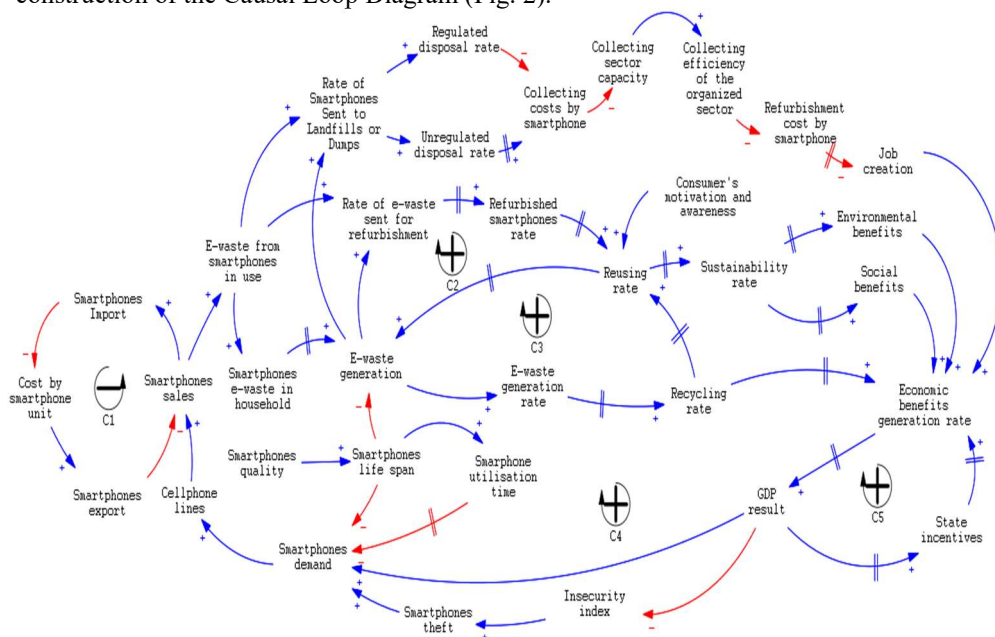 construction of the Causal Loop Diagram (Fig. 2).
Regulated
disposal rate
Collecting
sector
capacity
Collecting
efficiency
of the
organized
sector
Rate of
Smartphones
Sent to
Landfills or
Dumps
Collecting
costs by
smartphone
Unregulated
disposal rate
Refurbishment
cost by
smartphone
Job
creation
Rate of e-waste
sent for
refurbishment
Refurbished
smartphones
rate
Consumer's
motivation and
awareness
Environmental
benefits
E-waste from
smartphones
in use
C2
Reusing
rate
Sustainability
rate
Social
benefits
Smartphones
Import
C3
Cost by
smartphone
unit
C1
Smartphones
sales
Smartphones
e-waste in
household
E-waste
generation
E-waste
generation
rate
Recycling
rate
Economic
benefits
generation rate
Smartphones
quality
Smartphones
life span
Smarphone
utilisation
time
Smartphones
export
Cellphone
lines
C4
GDP
result
C5
State
incentives
Smartphones
demand
Insecurity
index
Smartphones
theft